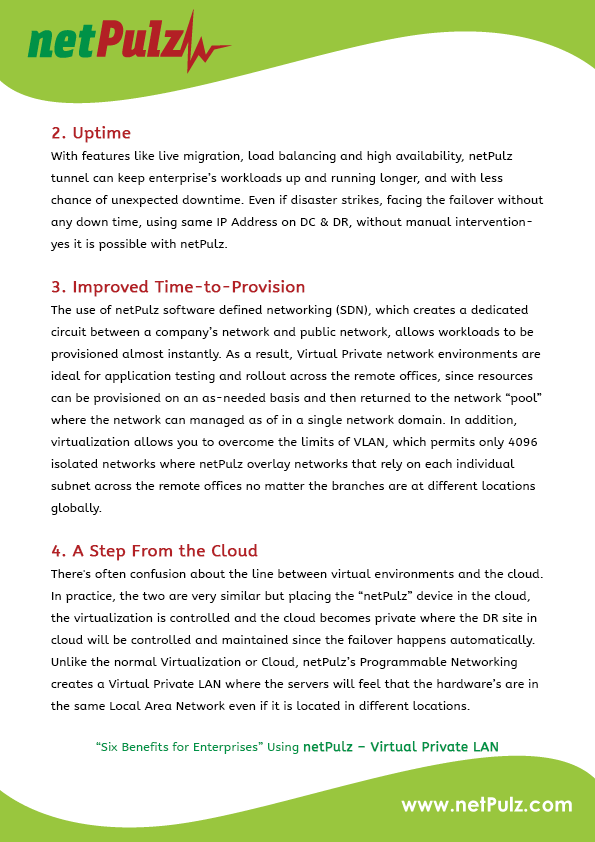 netPulz
2. Uptime
With features like live migration, load balancing and high availability, netPulz
tunnel can keep enterprise's workloads up and running longer, and with less
chance of unexpected downtime. Even if disaster strikes, facing the failover without
any down time, using same IP Address on DC & DR, without manual intervention-
yes it is possible with netPulz.
3. Improved Time-to-Provision
The use of netPulz software defined networking (SDN), which creates a dedicated
circuit between a company's network and public network, allows workloads to be
provisioned almost instantly. As a result, Virtual Private network environments are
ideal for application testing and rollout across the remote offices, since resources
can be provisioned on an as-needed basis and then returned to the network “pool”
where the network can managed as of in a single network domain. In addition,
virtualization allows you to overcome the limits of VLAN, which permits only 4096
isolated networks where netPulz overlay networks that rely on each individual
subnet across the remote offices no matter the branches are at different locations
globally.
4. A Step From the Cloud
There's often confusion about the line between virtual environments and the cloud.
In practice, the two are very similar but placing the “netPulz” device in the cloud,
the virtualization is controlled and the cloud becomes private where the DR site in
cloud will be controlled and maintained since the failover happens automatically.
Unlike the normal Virtualization or Cloud, netPulz's Programmable Networking
creates a Virtual Private LAN where the servers will feel that the hardware's are in
the same Local Area Network even if it is located in different locations.
“Six Benefits for Enterprises” Using netPulz – Virtual Private LAN
www.netPulz.com